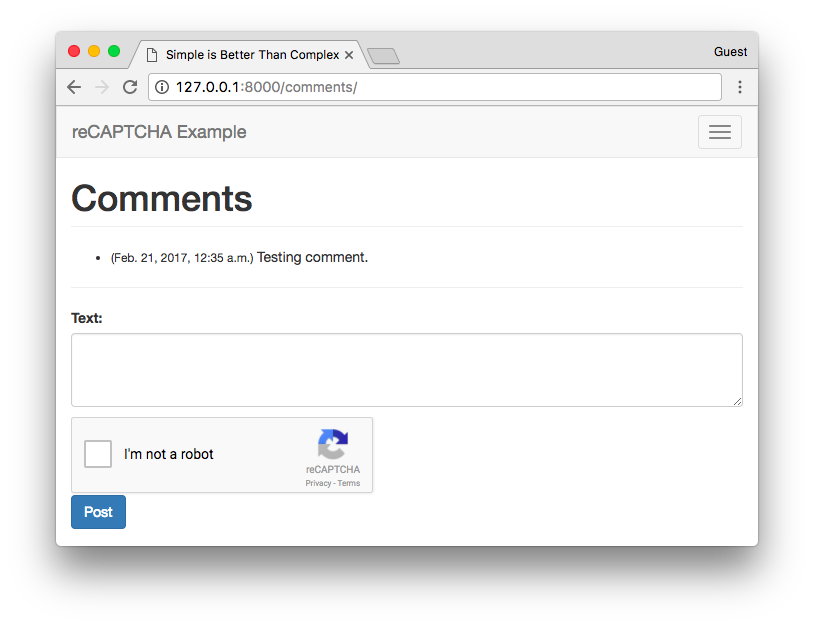 Simple is Better Than Complex
Guest
127.0.0.1:8000/comments/
reCAPTCHA Example
Comments
(Feb. 21, 2017, 12:35 a.m.) Testing comment.
Text:
I'm not a robot
reCAPTCHA
Privacy - Terms
Post